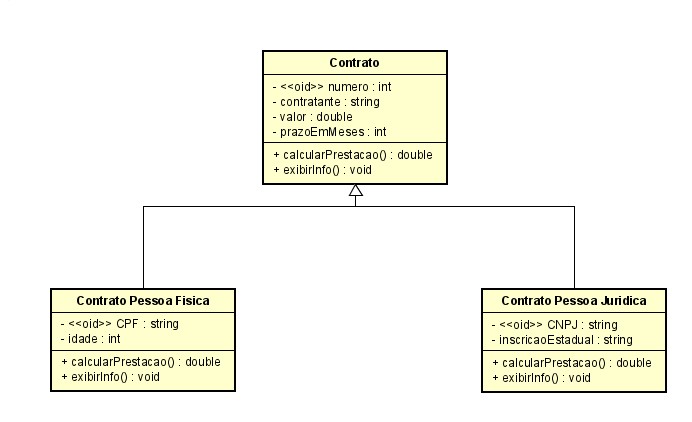 Contrato
- <<oid>> numero : int
- contratante : string
- valor : double
- prazoEmMeses : int
+ calcularPrestacao() : double
+ exibirInfo() : void
Contrato Pessoa Fisica
- <<oid>> CPF : string
- idade : int
+ calcularPrestacao() : double
+ exibirInfo() : void
Contrato Pessoa Juridica
- <<oid>> CNPJ : string
- inscricaoEstadual : string
+ calcularPrestacao() : double
+ exibirInfo() : void